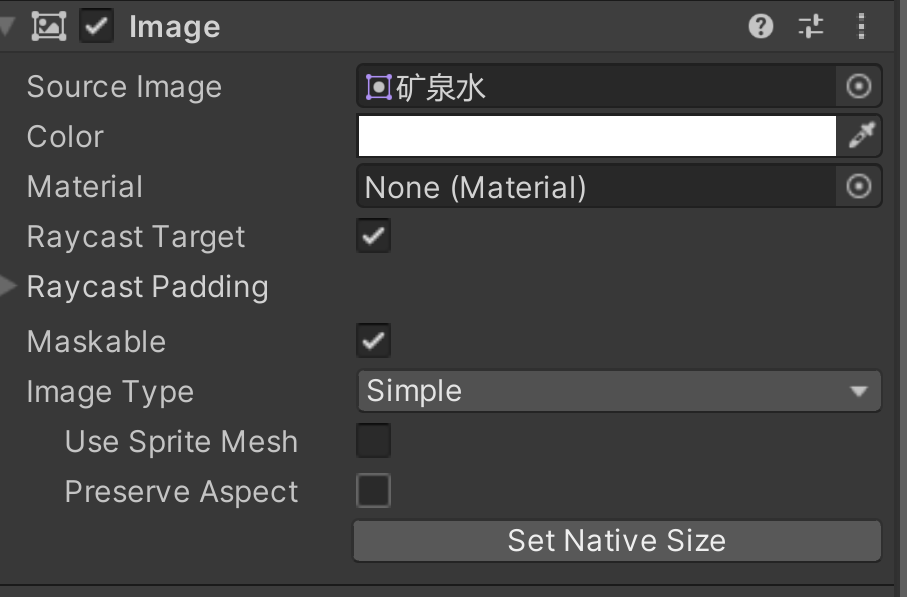 Image
Source Image 矿泉水
Color
Material None (Material)
Raycast Target
Raycast Padding
Maskable
Image Type Simple
Use Sprite Mesh
Preserve Aspect
Set Native Size